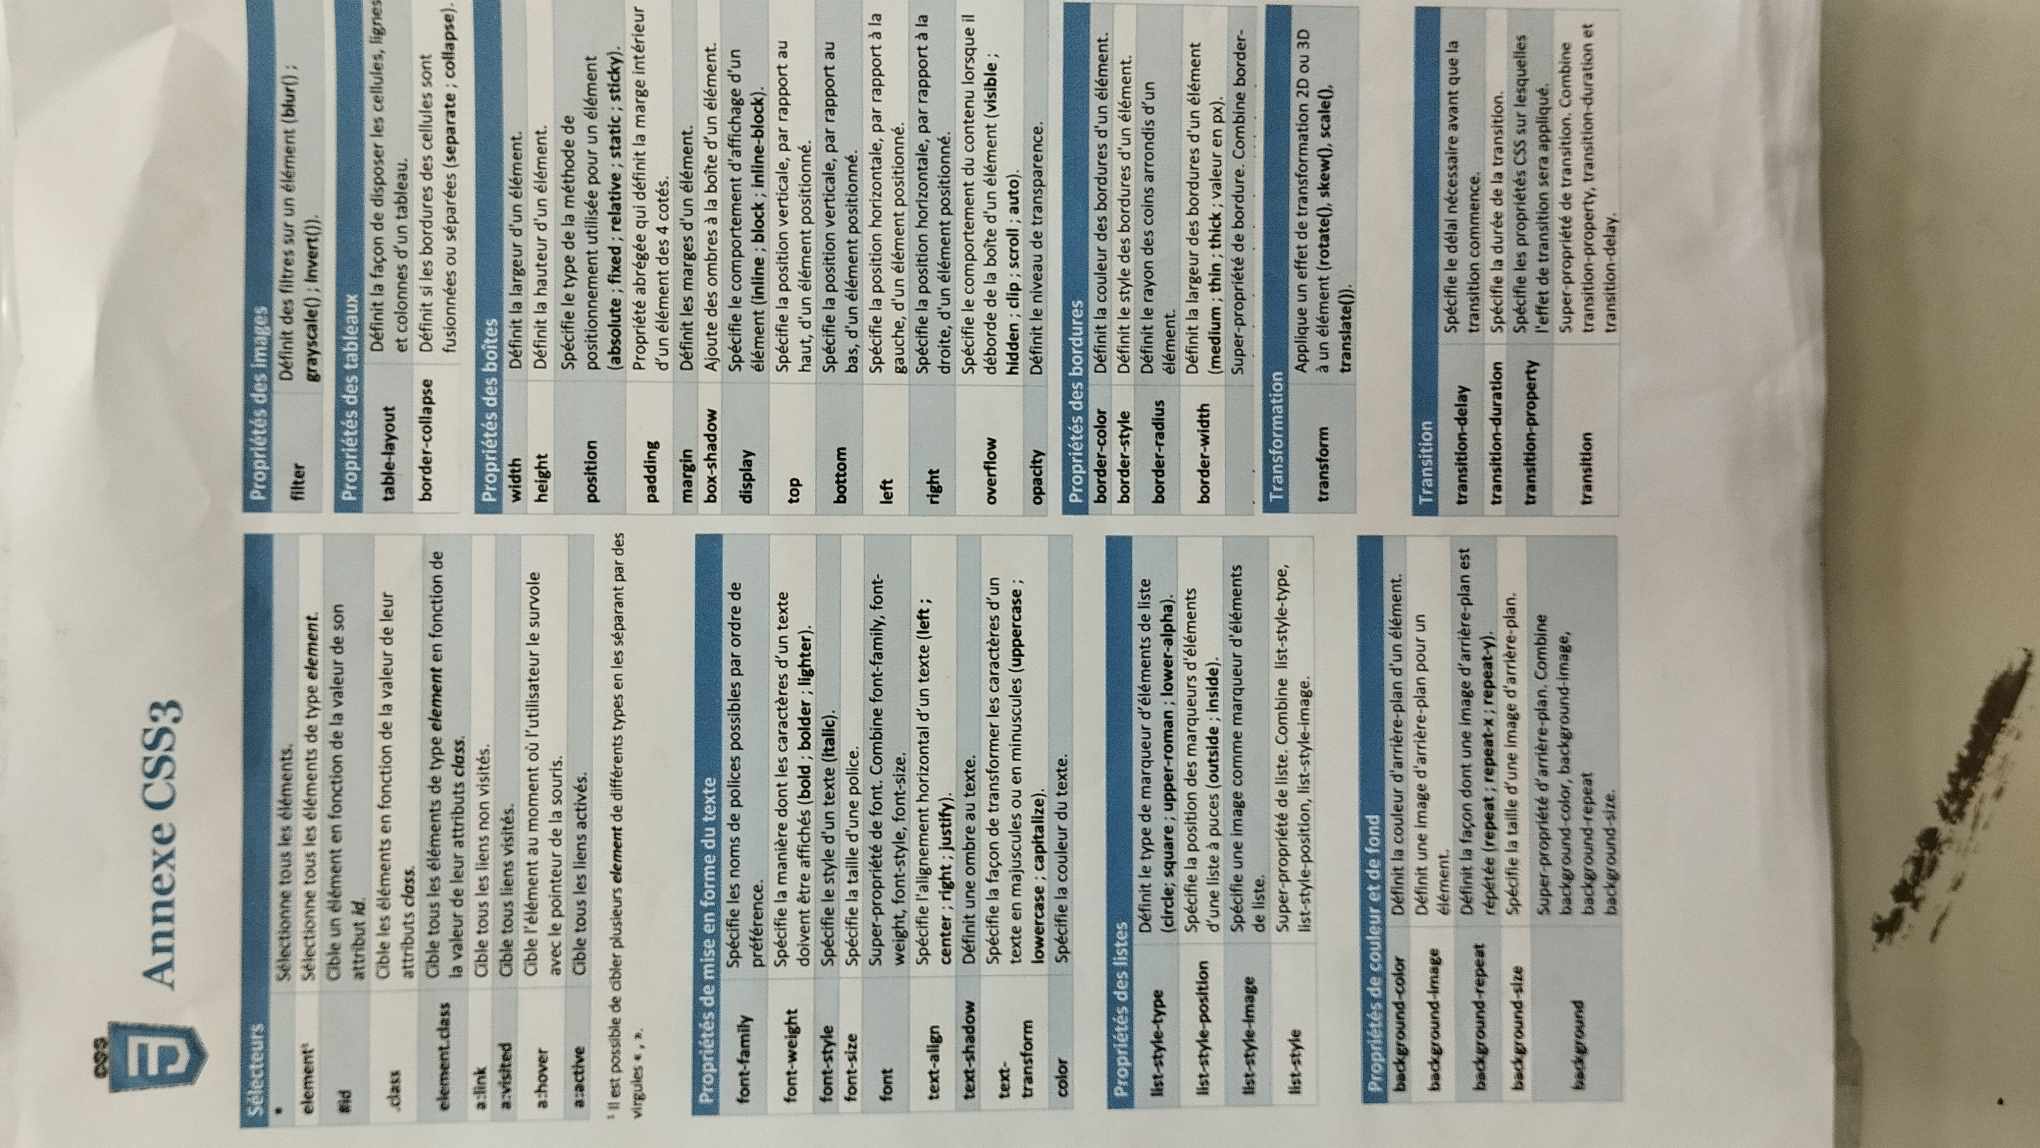 CSS
Annexe CSS3
Sélecteurs
* Sélectionne tous les éléments.
element¹ Sélectionne tous les éléments de type element.
#id Cible un élément en fonction de la valeur de son
attribut id.
.class Cible les éléments en fonction de la valeur de leur
attributs class.
element.class Cible tous les éléments de type element en fonction de
la valeur de leur attributs class.
a:link Cible tous les liens non visités.
a:visited Cible tous liens visités.
a:hover Cible l'élément au moment où l'utilisateur le survole
avec le pointeur de la souris.
a:active Cible tous les liens activés.
¹ Il est possible de cibler plusieurs element de différents types en les séparant par des
virgules « , ».
Propriétés de mise en forme du texte
font-family Spécifie les noms de polices possibles par ordre de
préférence.
font-weight Spécifie la manière dont les caractères d'un texte
doivent être affichés (bold ; bolder ; lighter).
font-style Spécifie le style d'un texte (italic).
font-size Spécifie la taille d'une police.
font Super-propriété de font. Combine font-family, font-
weight, font-style, font-size.
text-align Spécifie l'alignement horizontal d'un texte (left ;
center ; right ; justify).
text-shadow Définit une ombre au texte.
text-
transform
Spécifie la façon de transformer les caractères d'un
texte en majuscules ou en minuscules (uppercase ;
lowercase ; capitalize).
color Spécifie la couleur du texte.
Propriétés des listes
list-style-type Définit le type de marqueur d'éléments de liste
(circle; square ; upper-roman ; lower-alpha).
list-style-position Spécifie la position des marqueurs d'éléments
d'une liste à puces (outside ; inside).
list-style-image Spécifie une image comme marqueur d'éléments
de liste.
list-style Super-propriété de liste. Combine list-style-type,
list-style-position, list-style-image.
Propriétés de couleur et de fond
background-color Définit la couleur d'arrière-plan d'un élément.
background-image Définit une image d'arrière-plan pour un
élément.
background-repeat Définit la façon dont une image d'arrière-plan est
répétée (repeat ; repeat-x ; repeat-y).
background-size Spécifie la taille d'une image d'arrière-plan.
background Super-propriété d'arrière-plan. Combine
background-color, background-image,
background-repeat
background-size.
Propriétés des images
filter Définit des filtres sur un élément (blur() ;
grayscale() ; invert()).
Propriétés des tableaux
table-layout Définit la façon de disposer les cellules, lignes
et colonnes d'un tableau.
border-collapse Définit si les bordures des cellules sont
fusionnées ou séparées (separate ; collapse).
Propriétés des boîtes
width Définit la largeur d'un élément.
height Définit la hauteur d'un élément.
position Spécifie le type de la méthode de
positionnement utilisée pour un élément
(absolute ; fixed ; relative ; static ; sticky).
padding Propriété abrégée qui définit la marge intérieur
d'un élément des 4 cotés.
margin Définit les marges d'un élément.
box-shadow Ajoute des ombres à la boîte d'un élément.
display Spécifie le comportement d'affichage d'un
élément (inline ; block ; inline-block).
top Spécifie la position verticale, par rapport au
haut, d'un élément positionné.
bottom Spécifie la position verticale, par rapport au
bas, d'un élément positionné.
left Spécifie la position horizontale, par rapport à la
gauche, d'un élément positionné.
right Spécifie la position horizontale, par rapport à la
droite, d'un élément positionné.
overflow Spécifie le comportement du contenu lorsque il
déborde de la boîte d'un élément (visible ;
hidden ; clip ; scroll ; auto).
opacity Définit le niveau de transparence.
Propriétés des bordures
border-color Définit la couleur des bordures d'un élément.
border-style Définit le style des bordures d'un élément.
border-radius Définit le rayon des coins arrondis d'un
élément.
border-width Définit la largeur des bordures d'un élément
(medium ; thin ; thick ; valeur en px).
Super-propriété de bordure. Combine border-
Transformation
transform Applique un effet de transformation 2D ou 3D
à un élément (rotate(), skew(), scale(),
translate()).
Transition
transition-delay Spécifie le délai nécessaire avant que la
transition commence.
transition-duration Spécifie la durée de la transition.
transition-property Spécifie les propriétés CSS sur lesquelles
l'effet de transition sera appliqué.
transition Super-propriété de transition. Combine
transition-property, transition-duration et
transition-delay.